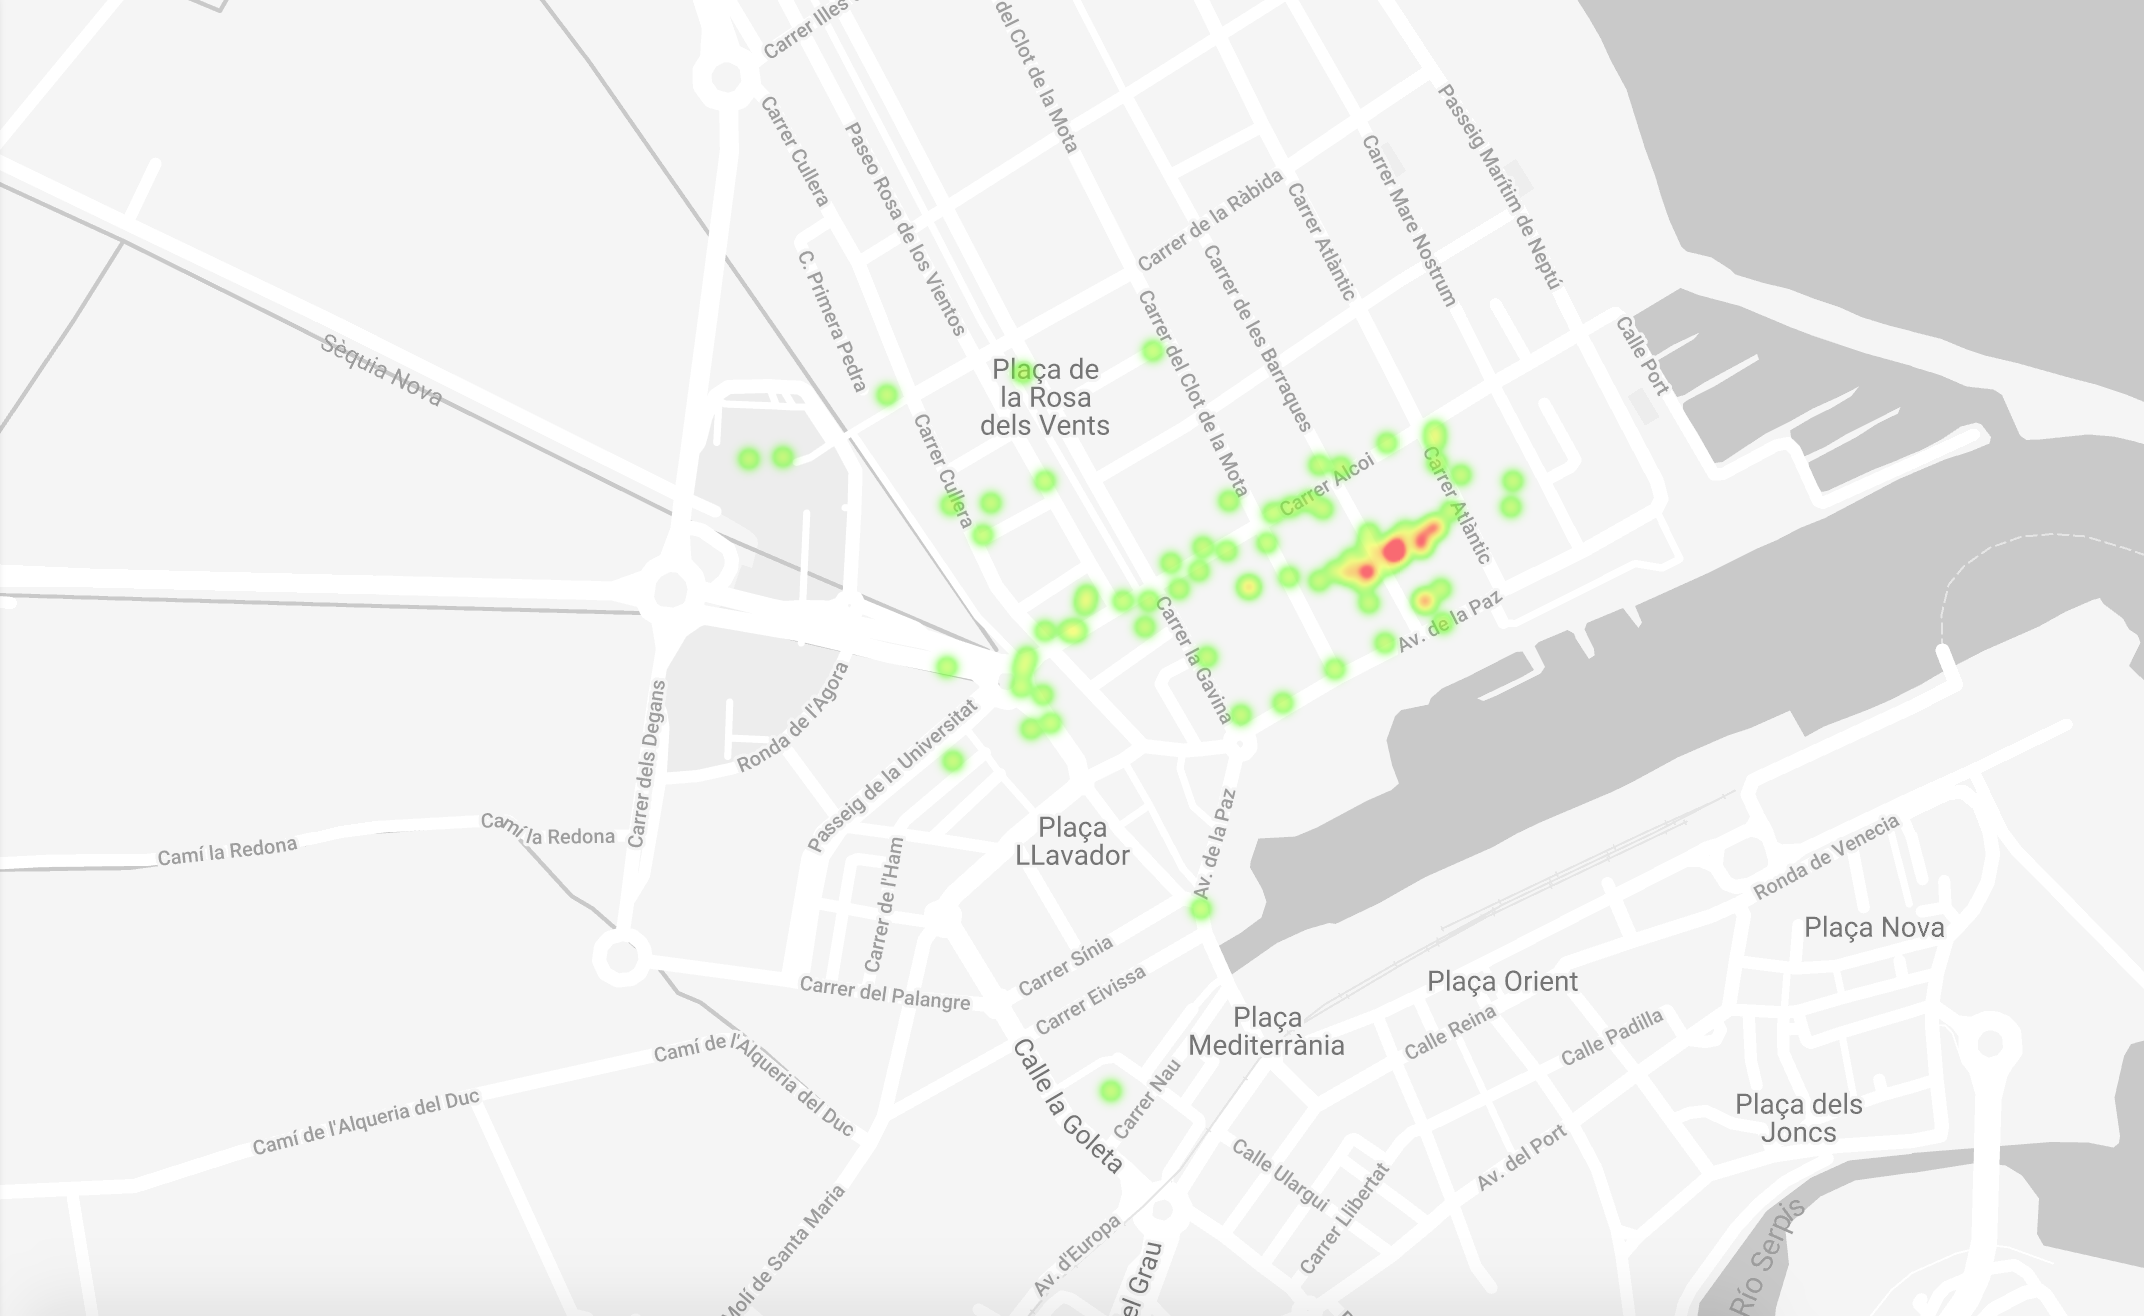 Carrer Illes
del Clot de la Mota
Carrer Cullera
Paseo Rosa de los Vientos
Passeig Marítim de Neptú
Carrer Mare Nostrum
Carrer de la Ràbida
Carrer Atlàntic
C. Primera Pedra
Carrer de les Barraques
Carrer del Clot de la Mota
Calle Port
Sèquia Nova
Plaça de
la Rosa
dels Vents
Carrer Cullera
Carrer Alcoi
Carrer Atlàntic
Av. de la Paz
Carrer la Gavina
Carrer dels Degans
Ronda de l'Agora
Passeig de la Universitat
Av. de la Paz
Plaça
LLavador
Camí la Redona
Camí la Redona
Carrer de l'Ham
Ronda de Venecia
Plaça Nova
Carrer Sínia
Carrer Eivissa
Carrer del Palangre
Plaça Orient
Plaça
Mediterrània
Calle Reina
Calle Padilla
Camí de l'Alqueria del Duc
Camí de l'Alqueria del Duc
Calle la Goleta
Carrer Nau
Plaça dels
Joncs
Calle Ulargui
Carrer Llibertat
Av. del Port
Molí de Santa Maria
Av. d'Europa
el Grau
Río Serpis